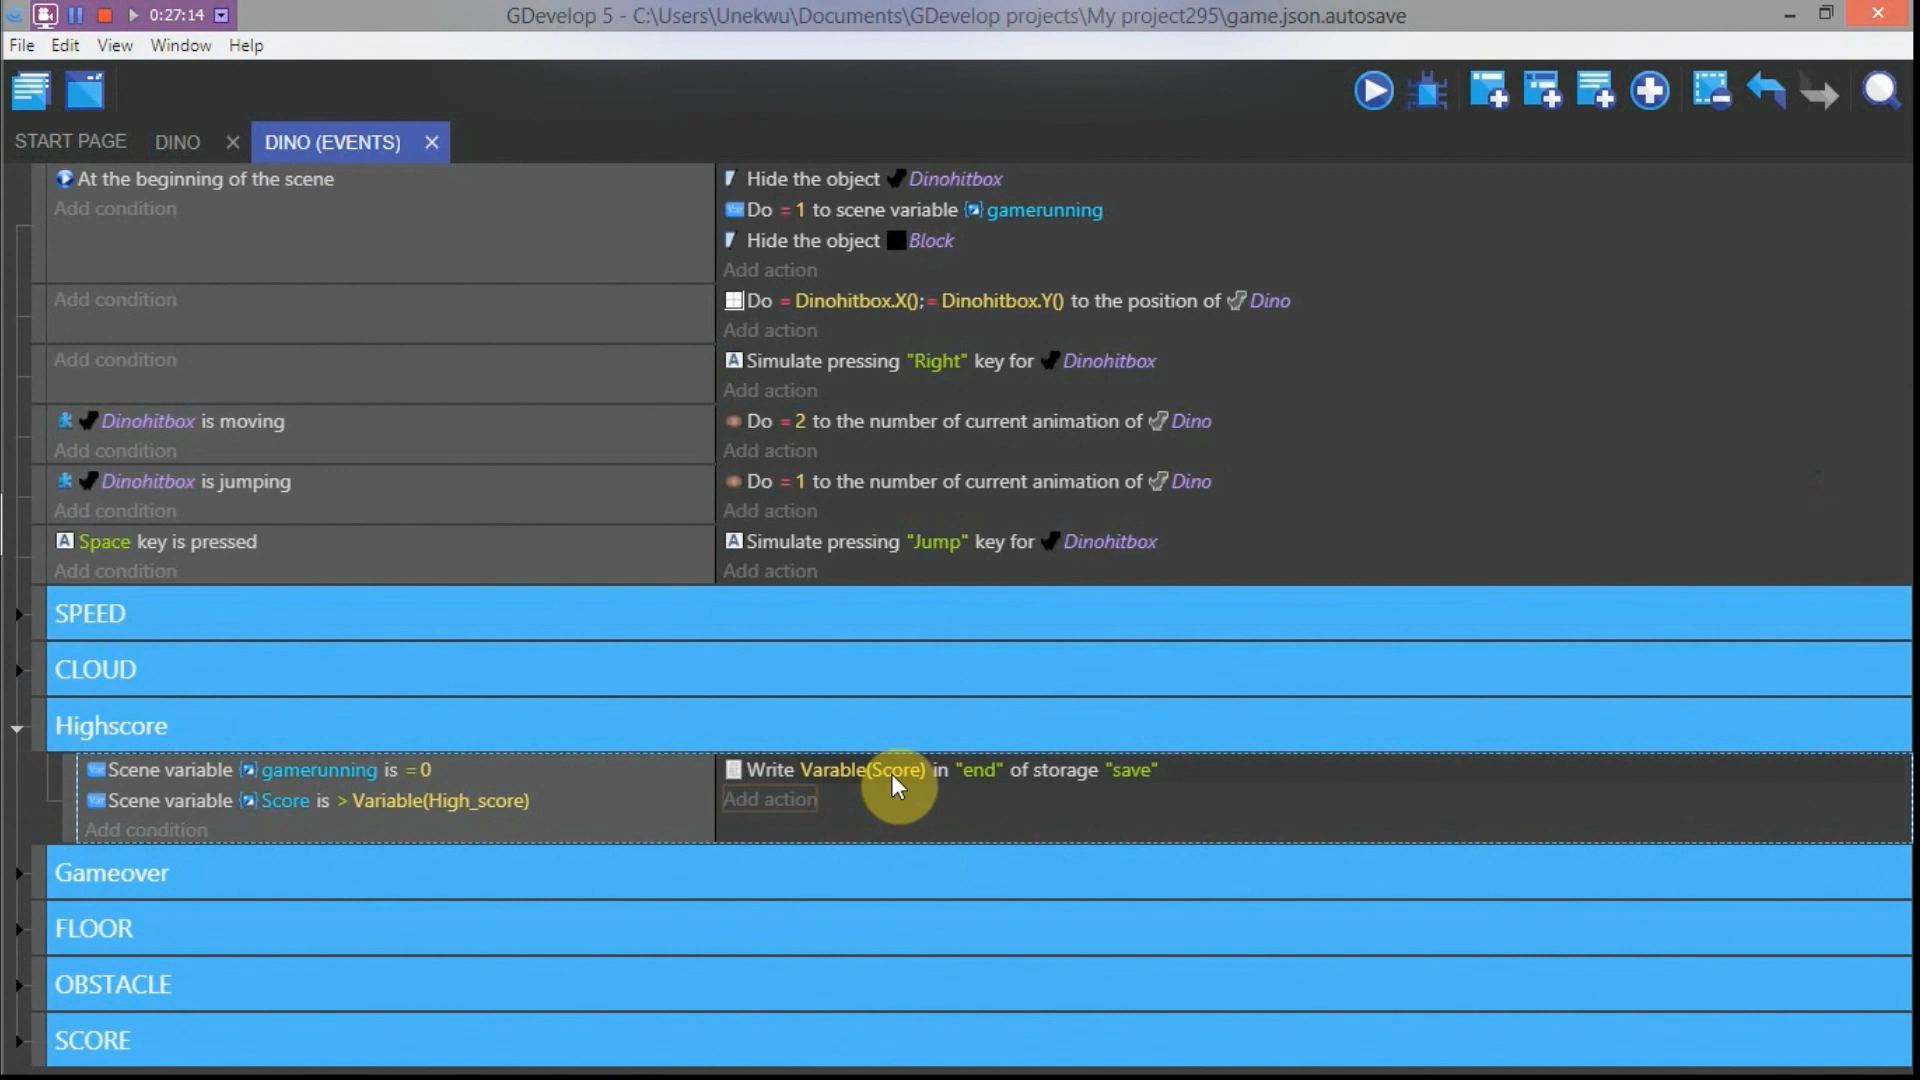 0:27:14
GDevelop 5 - C:\Users\Unekwu\Documents\GDevelop projects\My project295\game.json.autosave
File Edit View Window Help
START PAGE DINO DINO (EVENTS)
At the beginning of the scene
Add condition
Hide the object Dinohitbox
Do = 1 to scene variable gamerunning
Hide the object Block
Add action
Add condition
Do = Dinohitbox.X();= Dinohitbox.Y() to the position of Dino
Add action
Add condition
Simulate pressing "Right" key for Dinohitbox
Add action
Dinohitbox is moving
Add condition
Do = 2 to the number of current animation of Dino
Add action
Dinohitbox is jumping
Add condition
Do = 1 to the number of current animation of Dino
Add action
Space key is pressed
Add condition
Simulate pressing "Jump" key for Dinohitbox
Add action
SPEED
CLOUD
Highscore
Scene variable gamerunning is = 0
Scene variable Score is > Variable(High_score)
Add condition
Write Varable(Score) in "end" of storage "save"
Add action
Gameover
FLOOR
OBSTACLE
SCORE